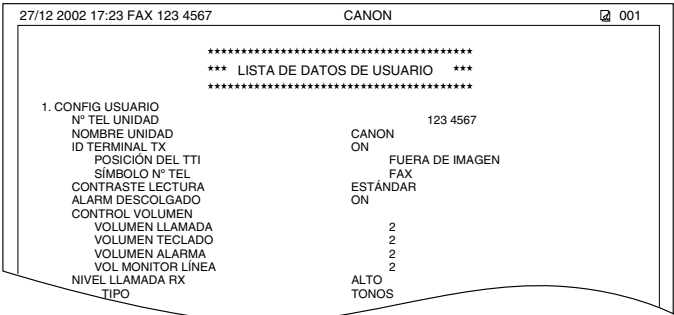 27/12 2002 17:23 FAX 123 4567 CANON 001
****************************************
*** LISTA DE DATOS DE USUARIO ***
****************************************
1. CONFIG USUARIO
Nº TEL UNIDAD 123 4567
NOMBRE UNIDAD CANON
ID TERMINAL TX ON
POSICIÓN DEL TTI FUERA DE IMAGEN
SÍMBOLO Nº TEL FAX
CONTRASTE LECTURA ESTÁNDAR
ALARM DESCOLGADO ON
CONTROL VOLUMEN
VOLUMEN LLAMADA 2
VOLUMEN TECLADO 2
VOLUMEN ALARMA 2
VOL MONITOR LÍNEA 2
NIVEL LLAMADA RX ALTO
TIPO TONOS